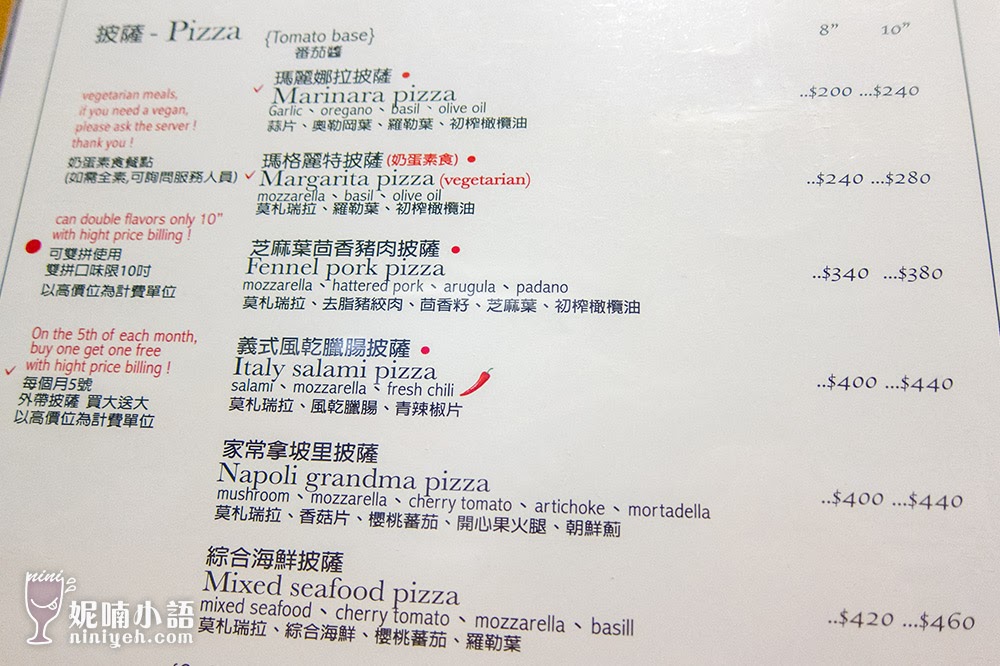 披薩 - Pizza {Tomato base} 8” 10”
番茄醬
瑪麗娜拉披薩 •
✓ Marinara pizza ..$200 ...$240
Garlic、oregano、basil、olive oil
蒜片、奧勒岡葉、羅勒葉、初榨橄欖油
vegetarian meals,
if you need a vegan,
please ask the server !
thank you !
奶蛋素食餐點
(如需全素,可詢問服務人員)
瑪格麗特披薩 (奶蛋素食) •
✓ Margarita pizza (vegetarian) ..$240 ...$280
mozzarella、basil、olive oil
莫札瑞拉、羅勒葉、初榨橄欖油
can double flavors only 10”
with hight price billing !
可雙拼使用
雙拼口味限10吋
以高價位為計費單位
芝麻葉茴香豬肉披薩 •
Fennel pork pizza ..$340 ...$380
mozzarella、hattered pork、arugula、padano
莫札瑞拉、去脂豬絞肉、茴香籽、芝麻葉、初榨橄欖油
On the 5th of each month,
buy one get one free
✓ with hight price billing !
每個月5號
外帶披薩 買大送大
以高價位為計費單位
義式風乾臘腸披薩 •
Italy salami pizza ..$400 ...$440
salami、mozzarella、fresh chili
莫札瑞拉、風乾臘腸、青辣椒片
家常拿坡里披薩
Napoli grandma pizza ..$400 ...$440
mushroom、mozzarella、cherry tomato、artichoke、mortadella
莫札瑞拉、香菇片、櫻桃蕃茄、開心果火腿、朝鮮薊
綜合海鮮披薩
Mixed seafood pizza ..$420 ...$460
mixed seafood、cherry tomato、mozzarella、basill
莫札瑞拉、綜合海鮮、櫻桃蕃茄、羅勒葉
nini
妮喃小語
niniyeh.com